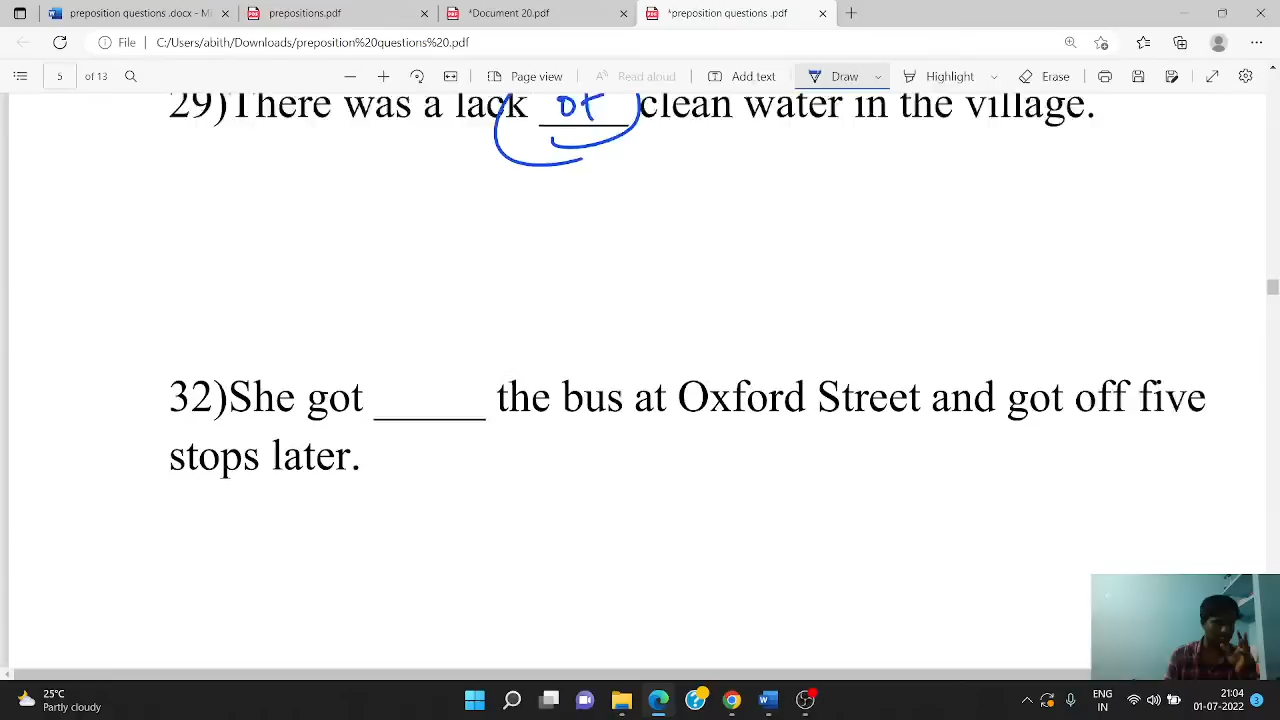 preposition questions .docx - Mi
prepositions.pdf
*Document 20.pdf
*preposition questions .pdf
File
C:/Users/abith/Downloads/preposition%20questions%20.pdf
5 of 13
Page view
Read aloud
Add text
Draw
Highlight
Erase
29)There was a lack of clean water in the village.
32)She got ______ the bus at Oxford Street and got off five
stops later.
25°C
Partly cloudy
ENG
IN
21:04
01-07-2022
3